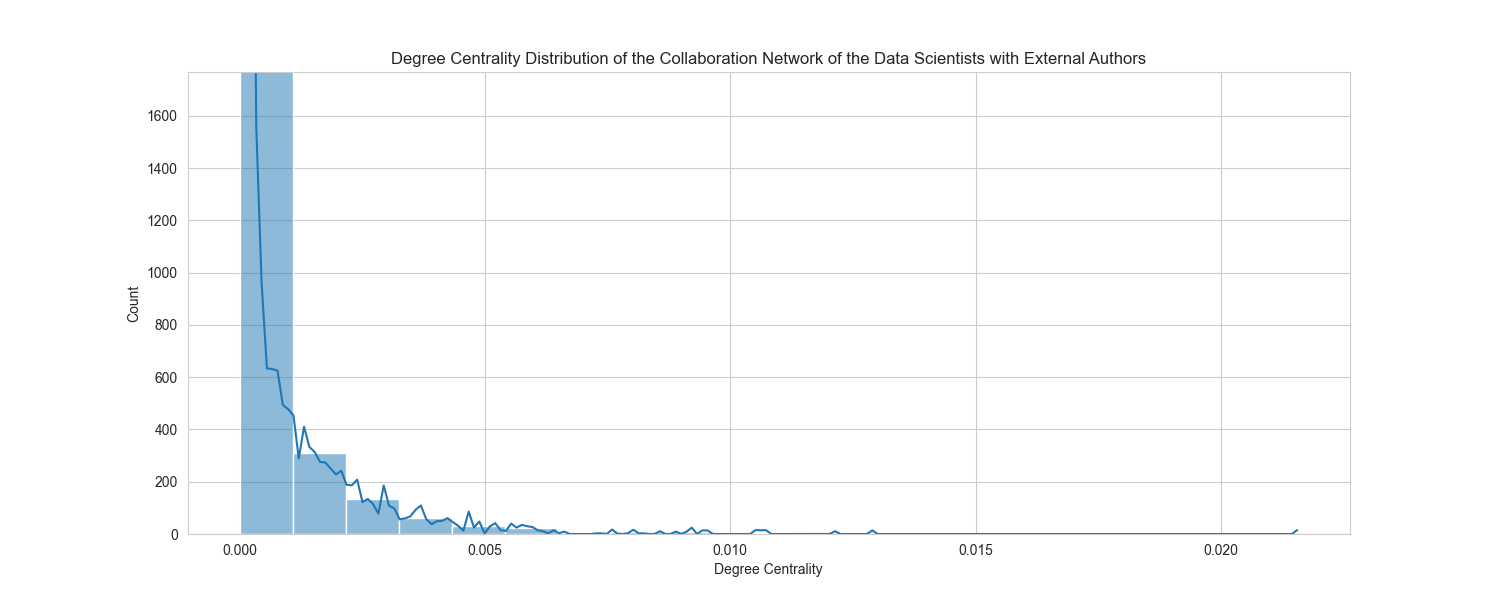 Degree Centrality Distribution of the Collaboration Network of the Data Scientists with External Authors
1600
1400
1200
1000
800
600
400
200
0
Count
0.000 0.005 0.010 0.015 0.020
Degree Centrality